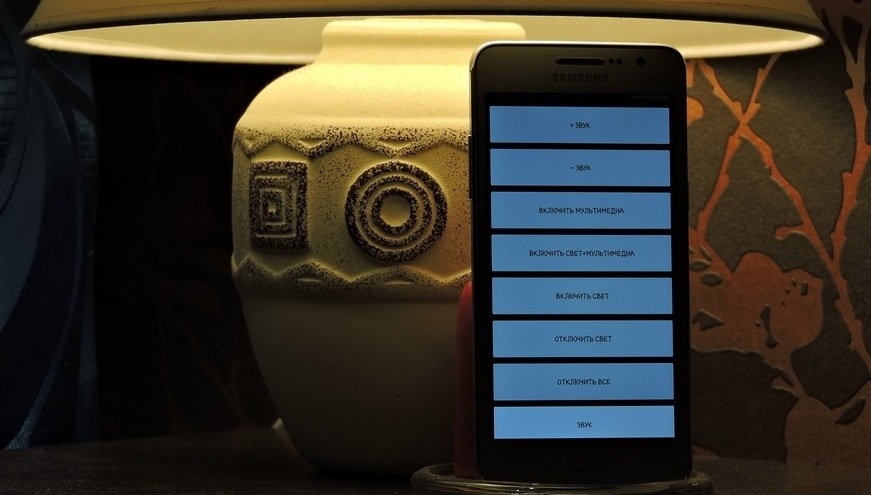 SAMSUNG
+ ЗВУК
- ЗВУК
ВКЛЮЧИТЬ МУЛЬТИМЕДИА
ВКЛЮЧИТЬ СВЕТ+МУЛЬТИМЕДИА
ВКЛЮЧИТЬ СВЕТ
ОТКЛЮЧИТЬ СВЕТ
ОТКЛЮЧИТЬ ВСЕ
ЗВУК